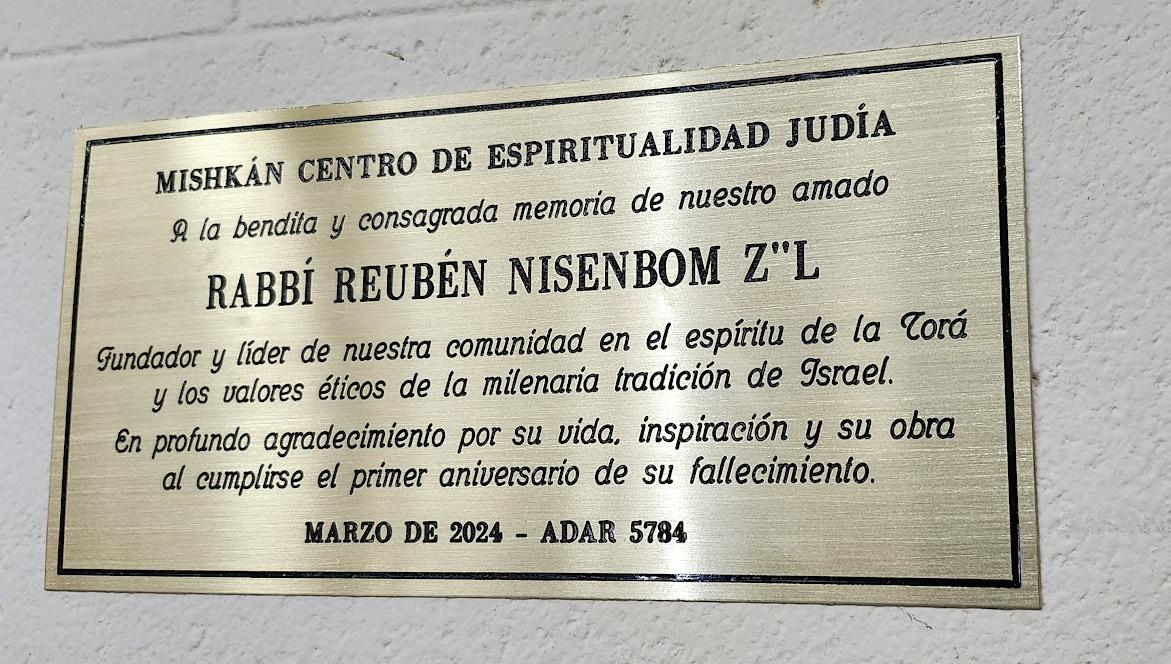 MISHKÁN CENTRO DE ESPIRITUALIDAD JUDÍA
A la bendita y consagrada memoria de nuestro amado
RABBÍ REUBÉN NISENBOM Z"L
Fundador y líder de nuestra comunidad en el espíritu de la Torá
y los valores éticos de la milenaria tradición de Israel.
En profundo agradecimiento por su vida, inspiración y su obra
al cumplirse el primer aniversario de su fallecimiento.
MARZO DE 2024 - ADAR 5784